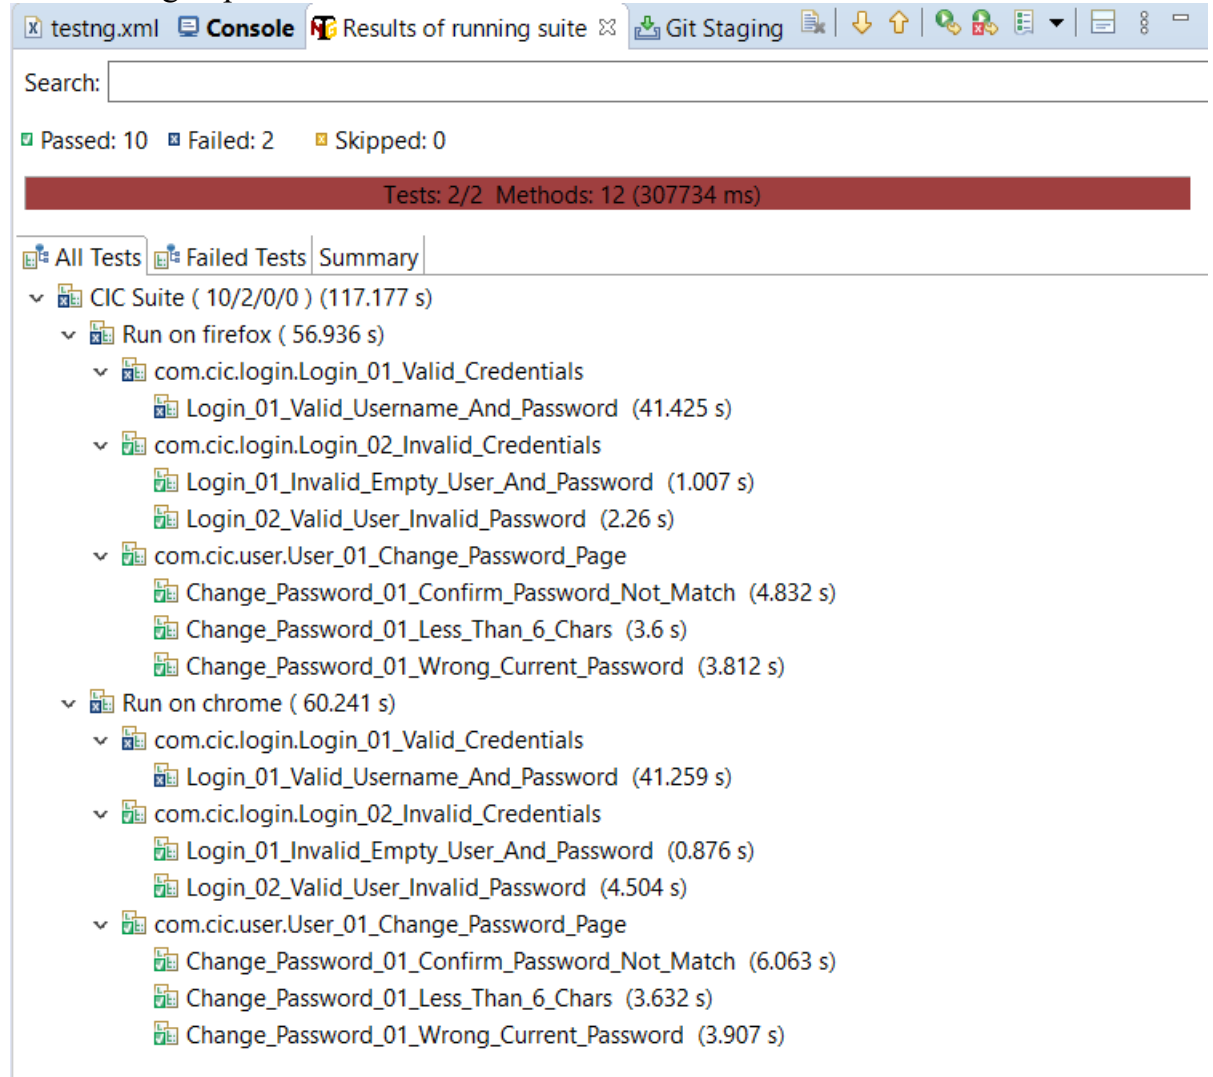 testng.xml Console Results of running suite Git Staging
Search:
Passed: 10 Failed: 2 Skipped: 0
Tests: 2/2 Methods: 12 (307734 ms)
All Tests Failed Tests Summary
CIC Suite ( 10/2/0/0 ) (117.177 s)
Run on firefox ( 56.936 s)
com.cic.login.Login_01_Valid_Credentials
Login_01_Valid_Username_And_Password (41.425 s)
com.cic.login.Login_02_Invalid_Credentials
Login_01_Invalid_Empty_User_And_Password (1.007 s)
Login_02_Valid_User_Invalid_Password (2.26 s)
com.cic.user.User_01_Change_Password_Page
Change_Password_01_Confirm_Password_Not_Match (4.832 s)
Change_Password_01_Less_Than_6_Chars (3.6 s)
Change_Password_01_Wrong_Current_Password (3.812 s)
Run on chrome ( 60.241 s)
com.cic.login.Login_01_Valid_Credentials
Login_01_Valid_Username_And_Password (41.259 s)
com.cic.login.Login_02_Invalid_Credentials
Login_01_Invalid_Empty_User_And_Password (0.876 s)
Login_02_Valid_User_Invalid_Password (4.504 s)
com.cic.user.User_01_Change_Password_Page
Change_Password_01_Confirm_Password_Not_Match (6.063 s)
Change_Password_01_Less_Than_6_Chars (3.632 s)
Change_Password_01_Wrong_Current_Password (3.907 s)